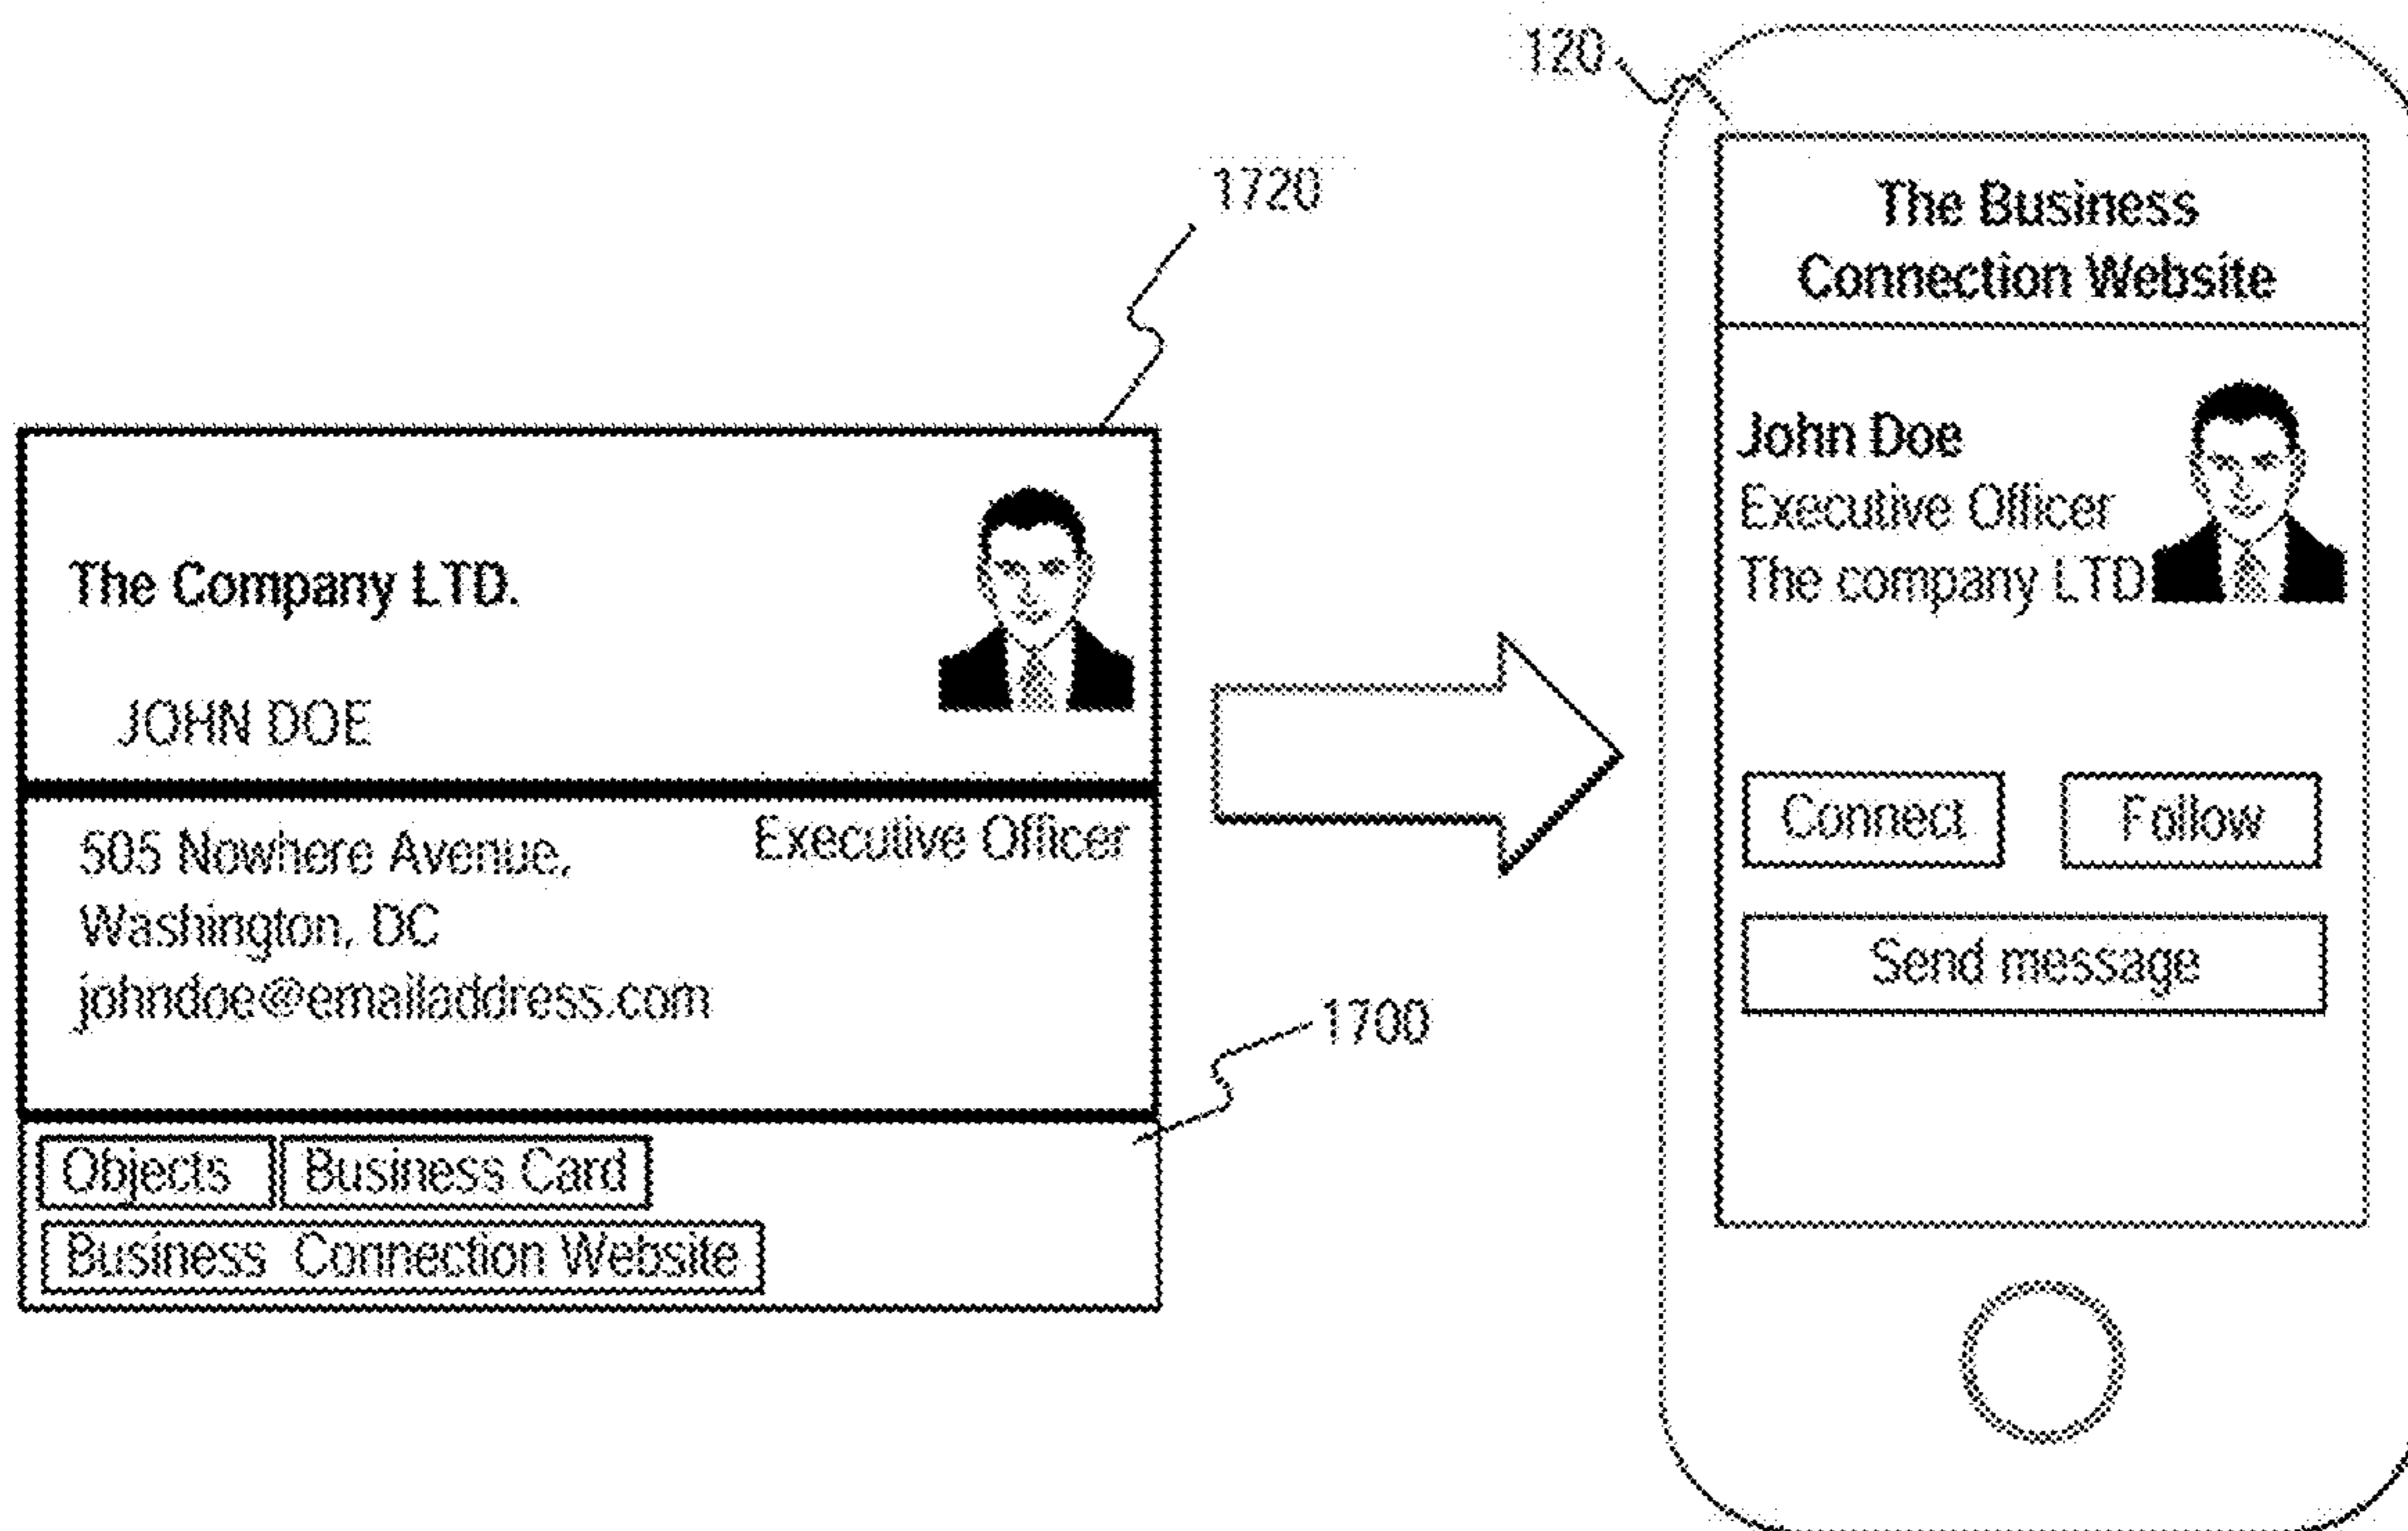 120
1720
The Business
Connection Website
The Company LTD.
JOHN DOE
505 Nowhere Avenue,
Executive Officer
Washington, DC
johndoe@emailaddress.com
1700
Objects
Business Card
Business Connection Website
John Doe
Executive Officer
The company LTD
Connect
Follow
Send message